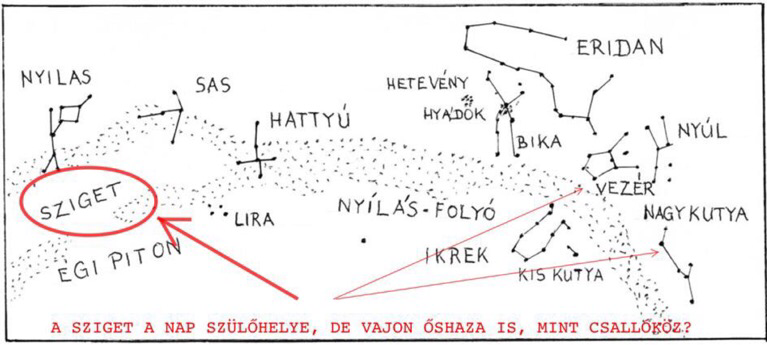 ERIDAN
NYILAS
SAS
HETEVÉNY
HYÁDOK
HATTYÚ
BIKA
NYÚL
SZIGET
VEZÉR
LIRA
NYÍLÁS-FOLYÓ
NAGYKUTYA
EGI PITON
IKREK
KIS KUTYA
A SZIGET A NAP SZÜLŐHELYE, DE VAJON ŐSHAZA IS, MINT CSALLÓKÖZ?